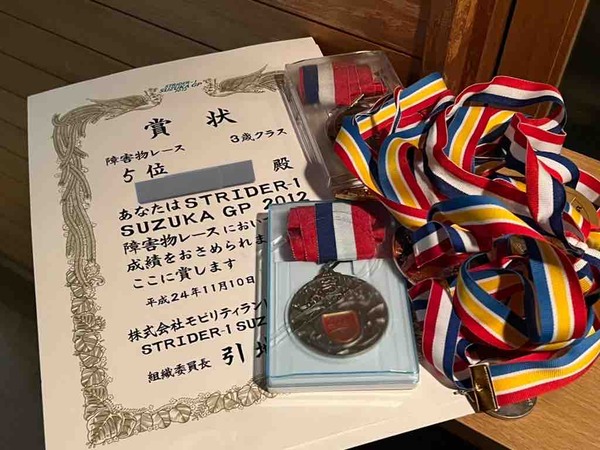 賞状
障害物レース 3歳クラス
5位 殿
あなたはSTRIDER-1
SUZUKA GP 2012
障害物レースにおい
成績をおさめられま
ここに賞します
平成24年11月10
株式会社モビリティラン
STRIDER-1 SUZ
組織委員長 引